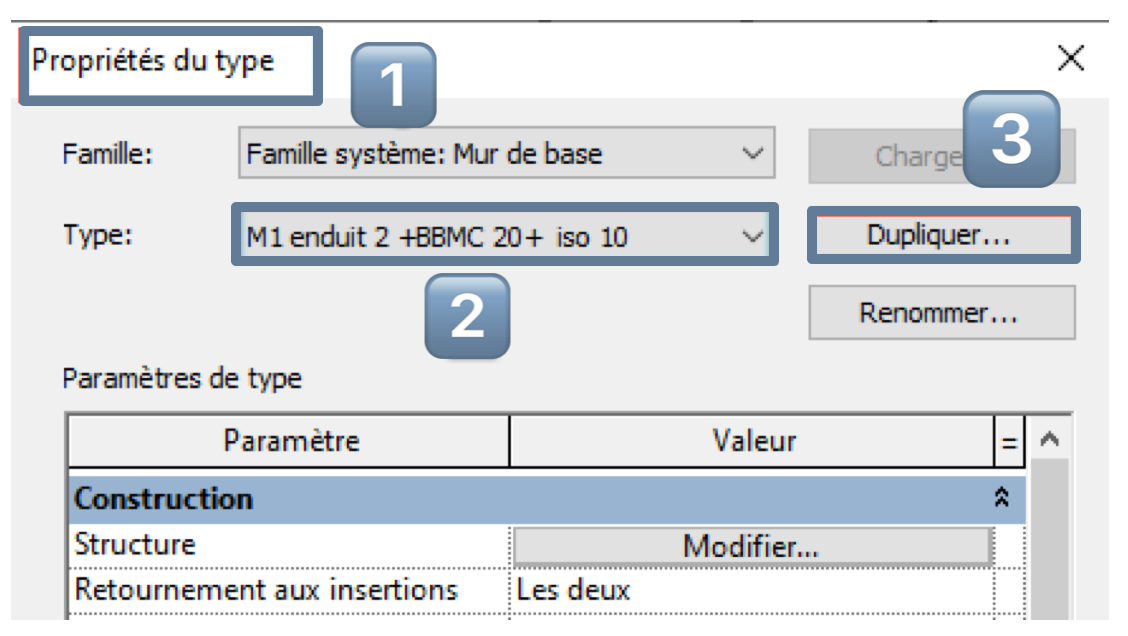 Propriétés du type
1
3
Famille: Famille système: Mur de base Charge
Type: M1 enduit 2 +BBMC 20+ iso 10 Dupliquer...
2
Renommer...
Paramètres de type
Paramètre Valeur =
Construction
Structure Modifier...
Retournement aux insertions Les deux